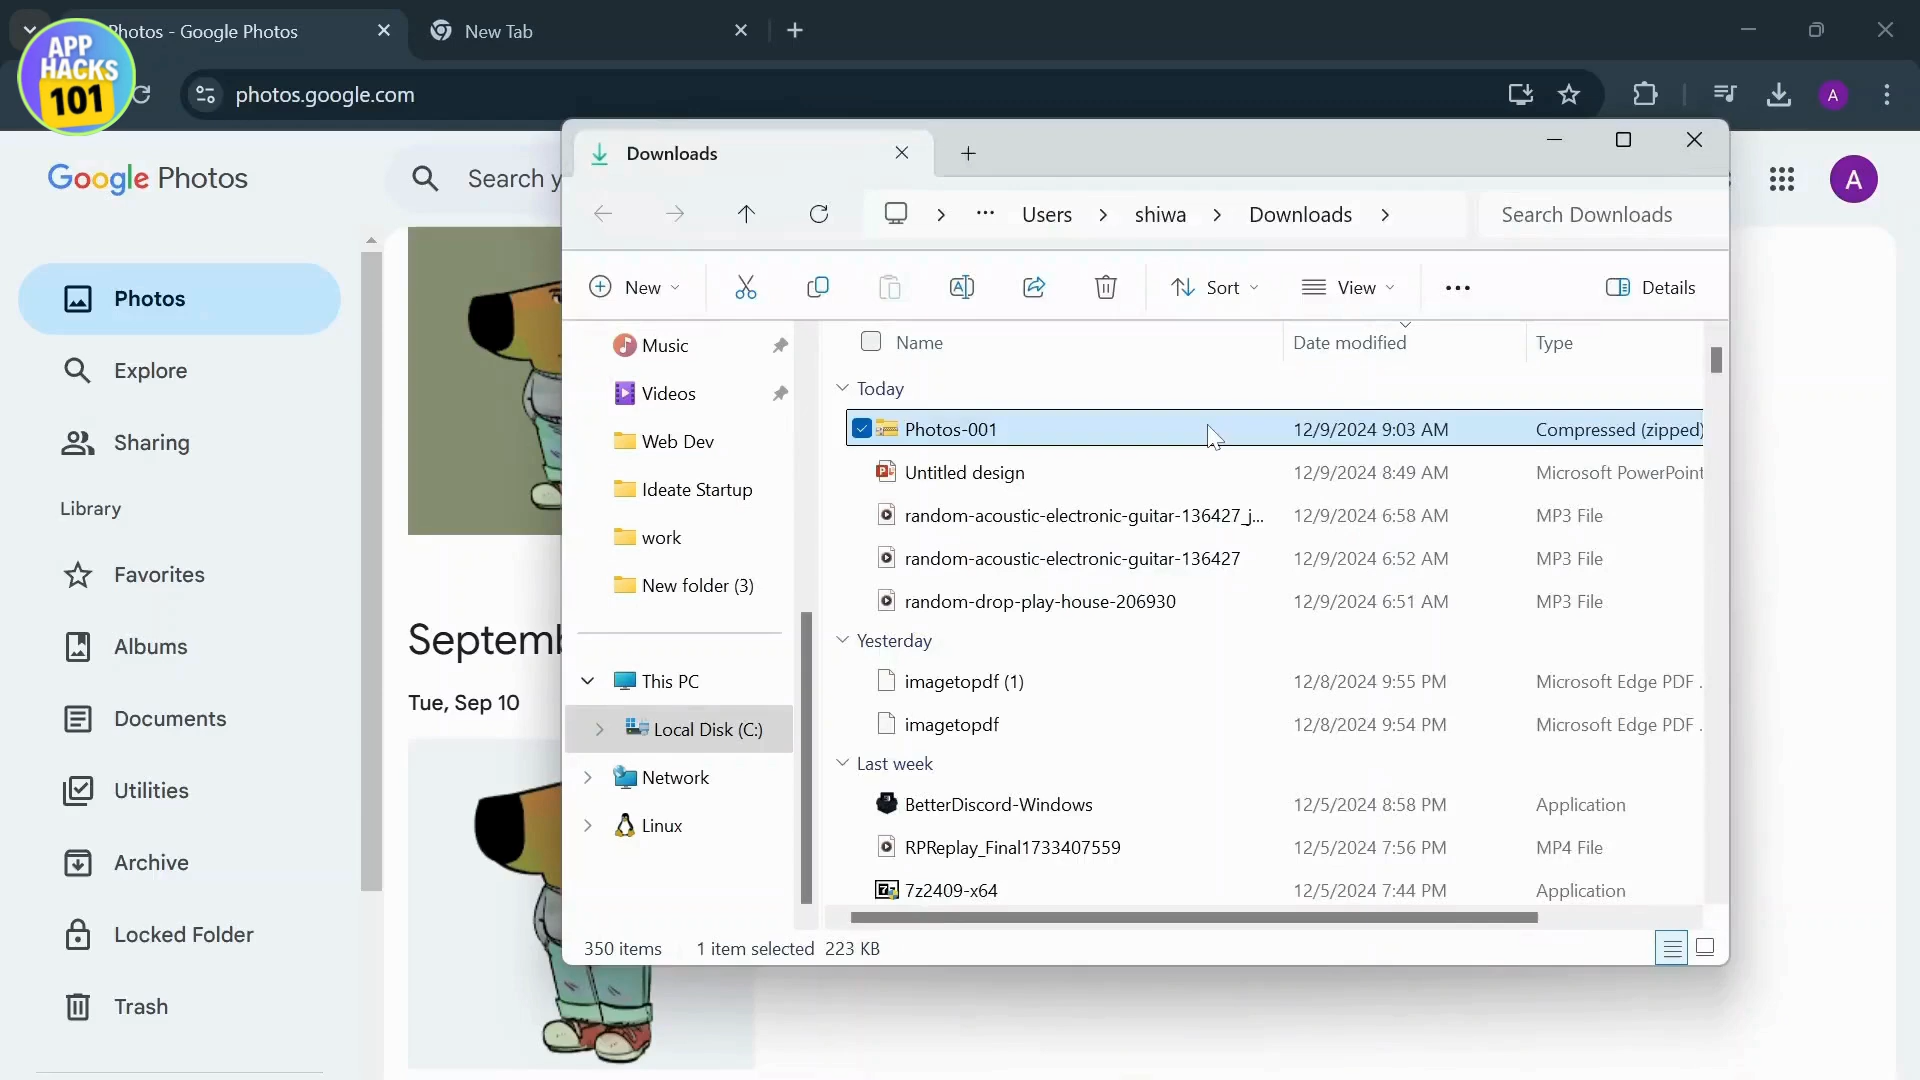 APP
HACKS
101
Photos - Google Photos
New Tab
photos.google.com
A
Google Photos
Search y
A
Photos
Explore
Sharing
Library
Favorites
Albums
Documents
Utilities
Archive
Locked Folder
Trash
Septemb
Tue, Sep 10
Downloads
Users
shiwa
Downloads
Search Downloads
New
Sort
View
Details
Music
Videos
Web Dev
Ideate Startup
work
New folder (3)
This PC
Local Disk (C:)
Network
Linux
Name Date modified Type
Today
Photos-001 12/9/2024 9:03 AM Compressed (zipped)
Untitled design 12/9/2024 8:49 AM Microsoft PowerPoint
random-acoustic-electronic-guitar-136427_j... 12/9/2024 6:58 AM MP3 File
random-acoustic-electronic-guitar-136427 12/9/2024 6:52 AM MP3 File
random-drop-play-house-206930 12/9/2024 6:51 AM MP3 File
Yesterday
imagetopdf (1) 12/8/2024 9:55 PM Microsoft Edge PDF .
imagetopdf 12/8/2024 9:54 PM Microsoft Edge PDF .
Last week
BetterDiscord-Windows 12/5/2024 8:58 PM Application
RPReplay_Final1733407559 12/5/2024 7:56 PM MP4 File
7z2409-x64 12/5/2024 7:44 PM Application
350 items 1 item selected 223 KB